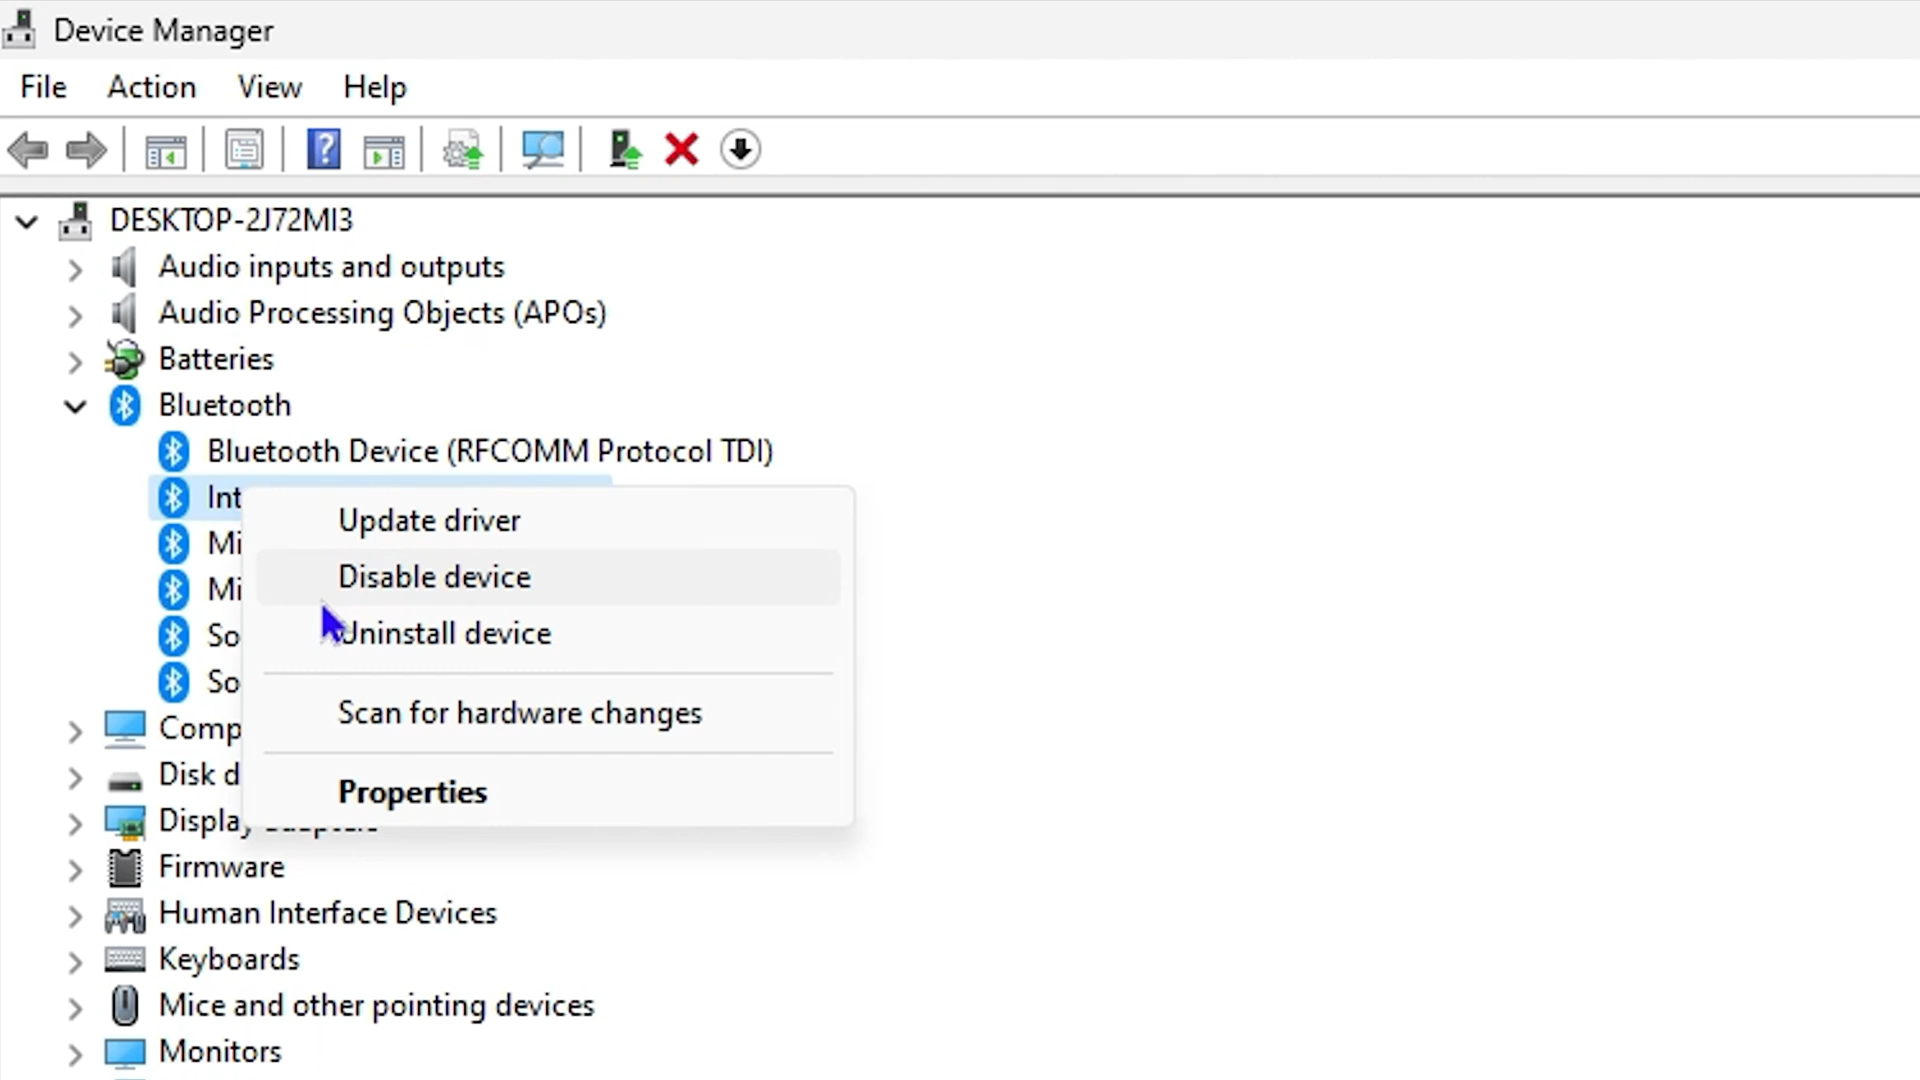 Device Manager
File Action View Help
DESKTOP-2J72MI3
Audio inputs and outputs
Audio Processing Objects (APOs)
Batteries
Bluetooth
Bluetooth Device (RFCOMM Protocol TDI)
Int
Update driver
Mi
Disable device
Mi
Uninstall device
So
So
Scan for hardware changes
Comp
Disk d
Properties
Display
Firmware
Human Interface Devices
Keyboards
Mice and other pointing devices
Monitors